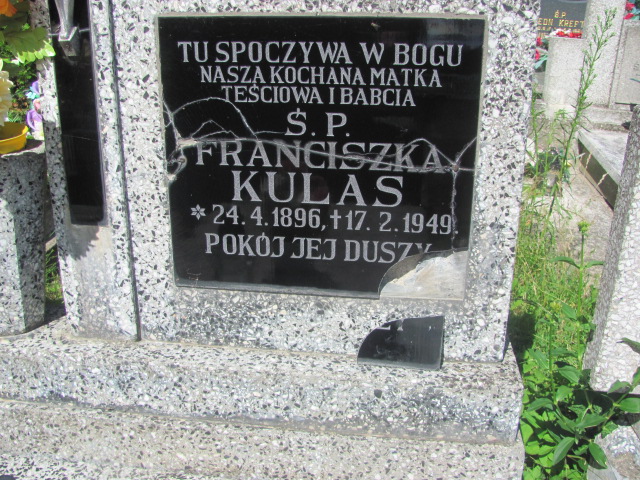 TU SPOCZYWA W BOGU
NASZA KOCHANA MATKA
TEŚCIOWA I BABCIA
Ś. P.
FRANCISZKA
KULAS
* 24. 4. 1896, † 17. 2. 1949
POKÓJ JEJ DUSZY
Ś.P.